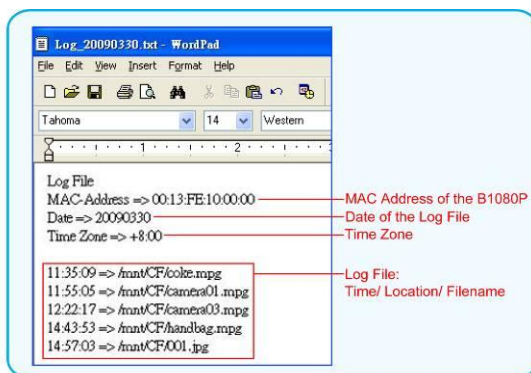 Log_20090330.txt - WordPad
File Edit View Insert Format Help
Tahoma 14 Western
1 2 3
Log File
MAC-Address => 00:13:FE:10:00:00
MAC Address of the B1080P
Date => 20090330
Date of the Log File
Time Zone => +8:00
Time Zone
11:35:09 => /mnt/CF/coke.mpg
11:55:05 => /mnt/CF/camera01.mpg
12:22:17 => /mnt/CF/camera03.mpg
14:43:53 => /mnt/CF/handbag.mpg
14:57:03 => /mnt/CF/001.jpg
Log File:
Time/ Location/ Filename